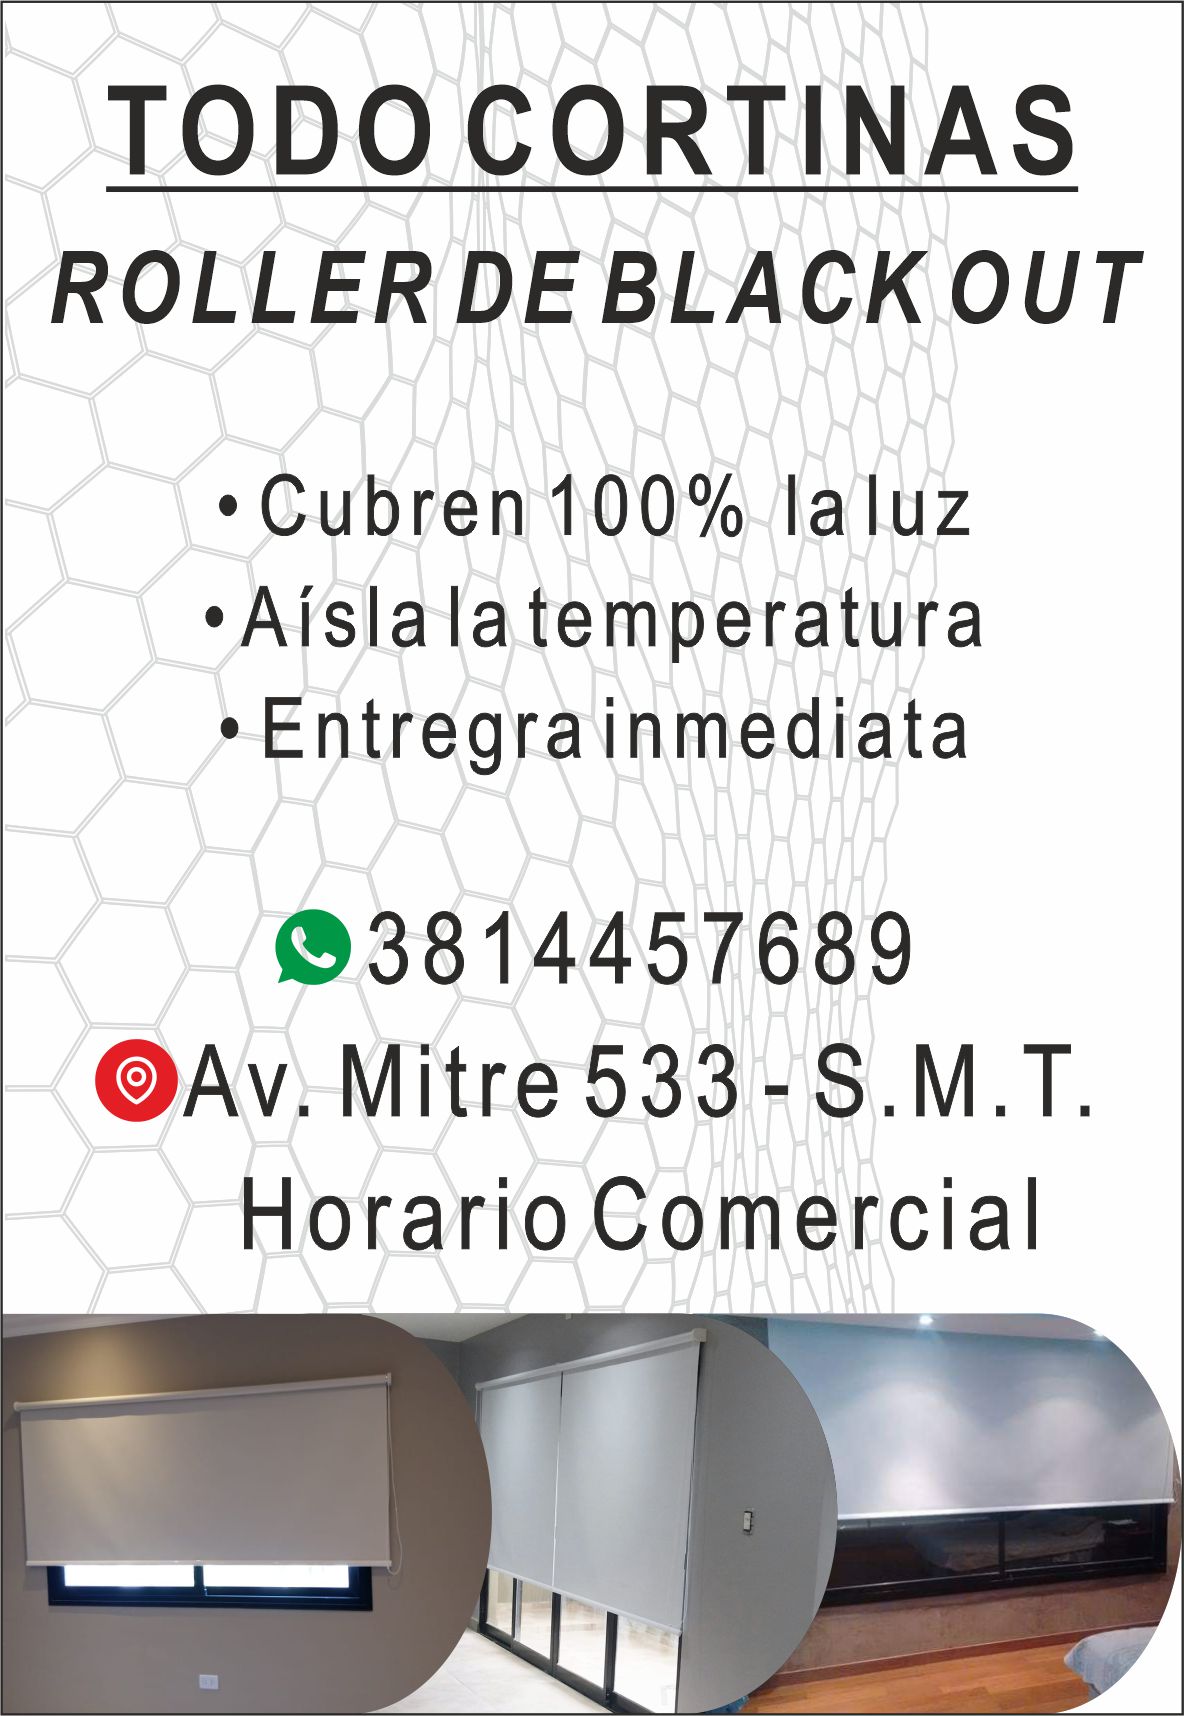 TODO CORTINAS
ROLLER DE BLACK OUT
• Cubren 100% la luz
• Aísla la temperatura
• Entregra inmediata
3814457689
Av. Mitre 533 - S.M.T.
Horario Comercial